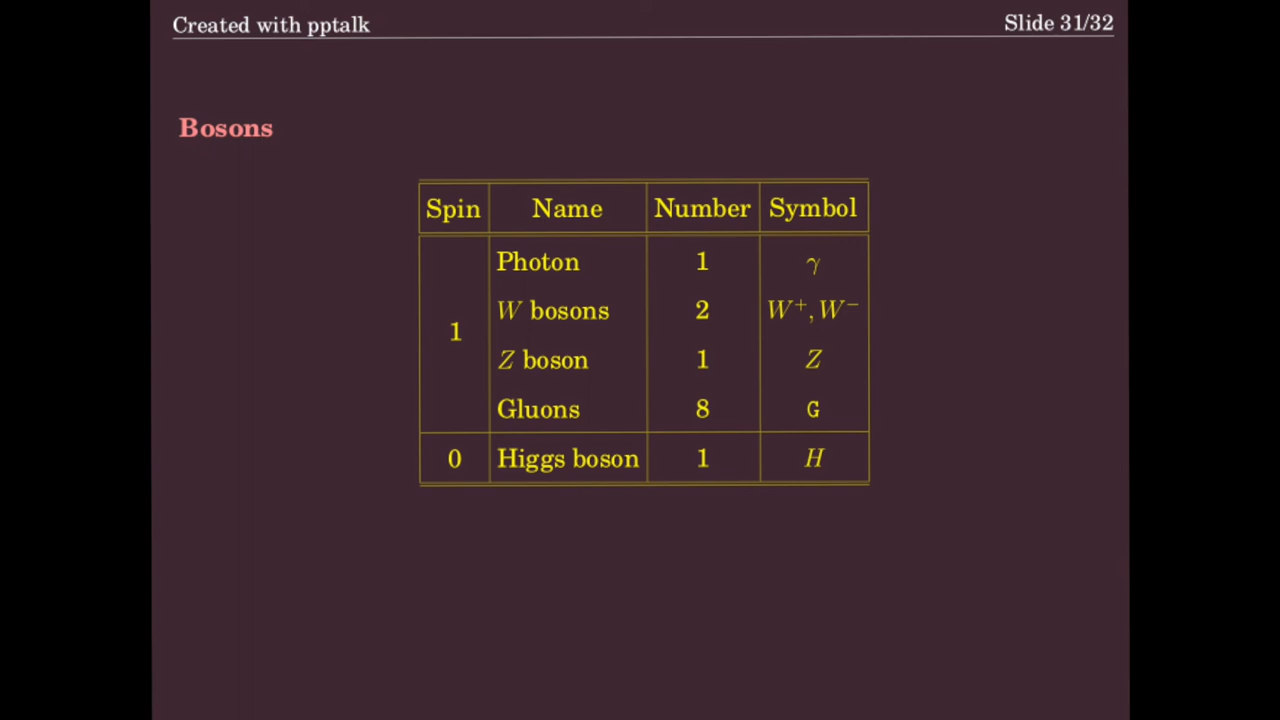 Created with pptalk Slide 31/32
Bosons
Spin Name Number Symbol
1
Photon 1 γ
W bosons 2 W⁺, W⁻
Z boson 1 Z
Gluons 8 G
0 Higgs boson 1 H